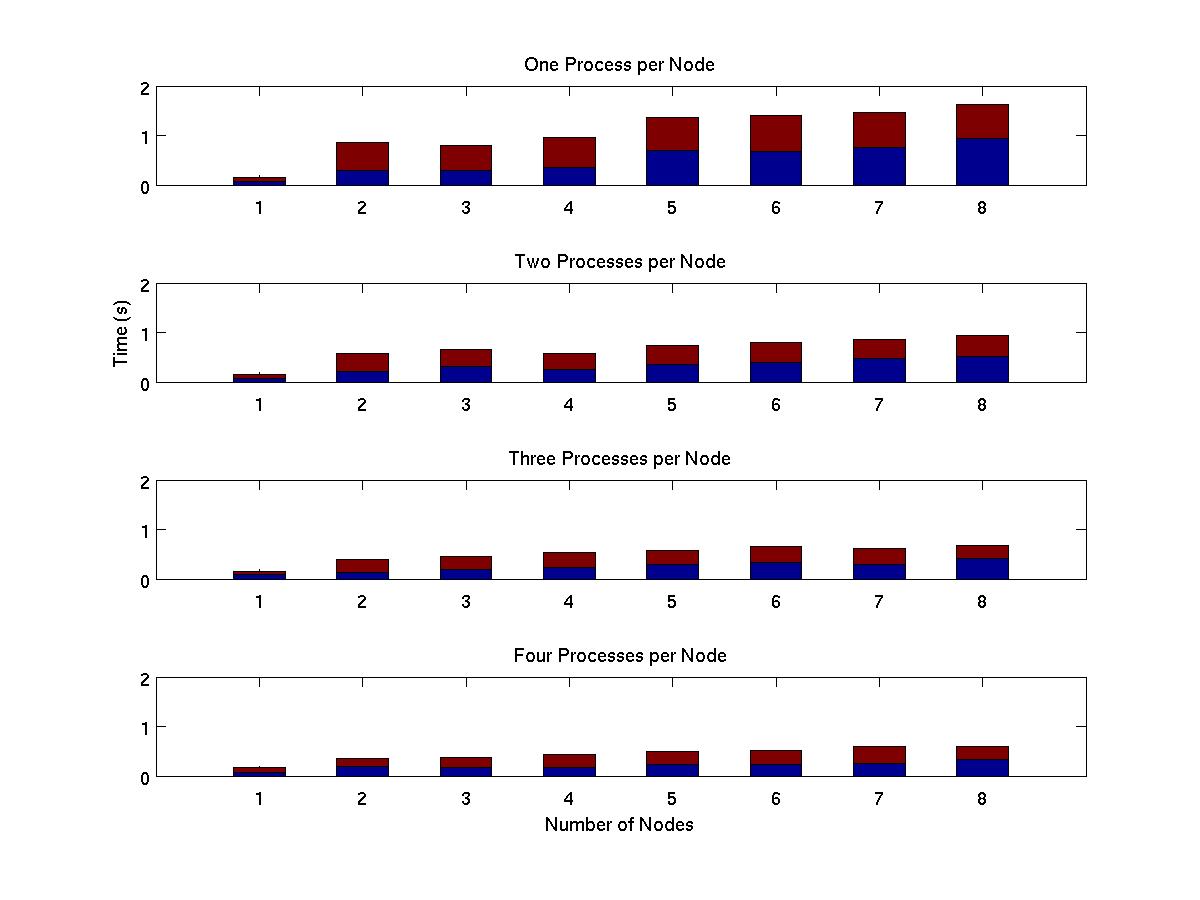 One Process per Node
2
1
0
1 2 3 4 5 6 7 8
Two Processes per Node
Time (s)
2
1
0
1 2 3 4 5 6 7 8
Three Processes per Node
2
1
0
1 2 3 4 5 6 7 8
Four Processes per Node
2
1
0
1 2 3 4 5 6 7 8
Number of Nodes